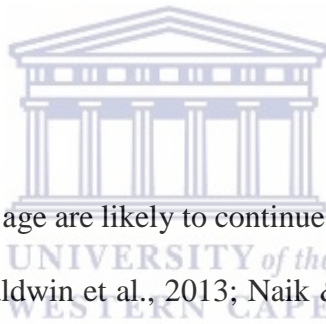 age are likely to continue
UNIVERSITY of the
ldwin et al., 2013; Naik &
WESTERN CAPE